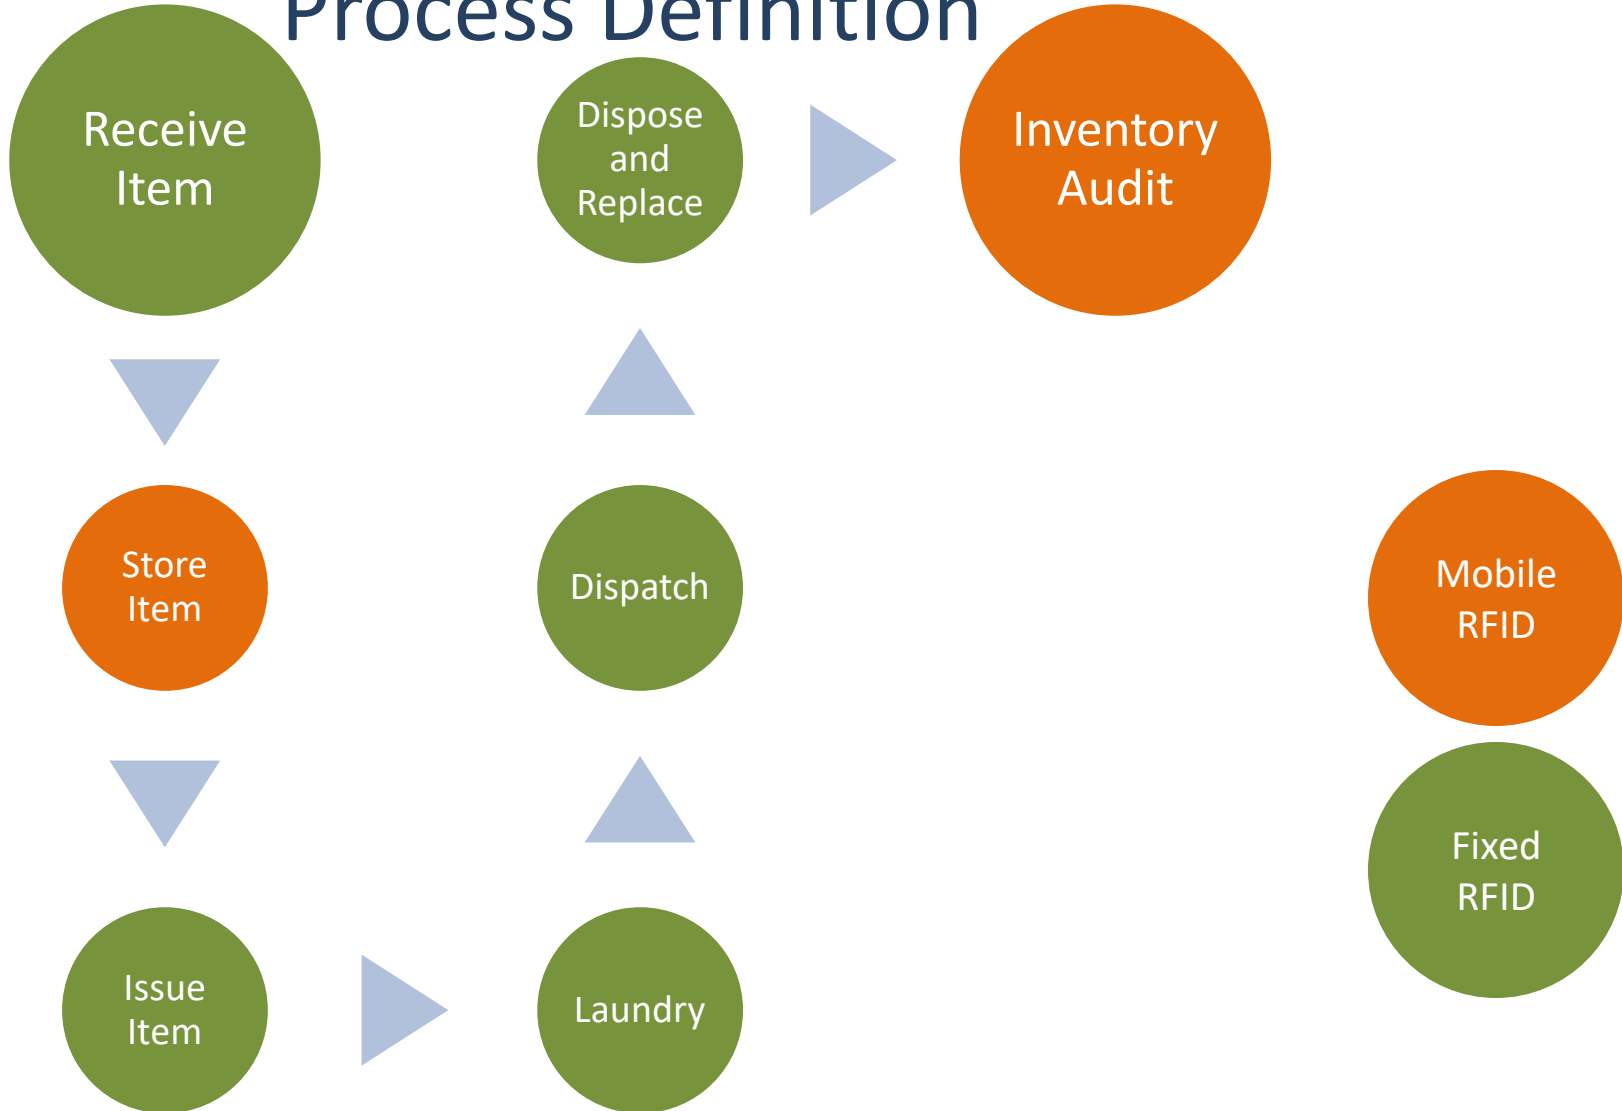 Process Definition
Receive
Item
Store
Item
Issue
Item
Laundry
Dispatch
Dispose
and
Replace
Inventory
Audit
Mobile
RFID
Fixed
RFID